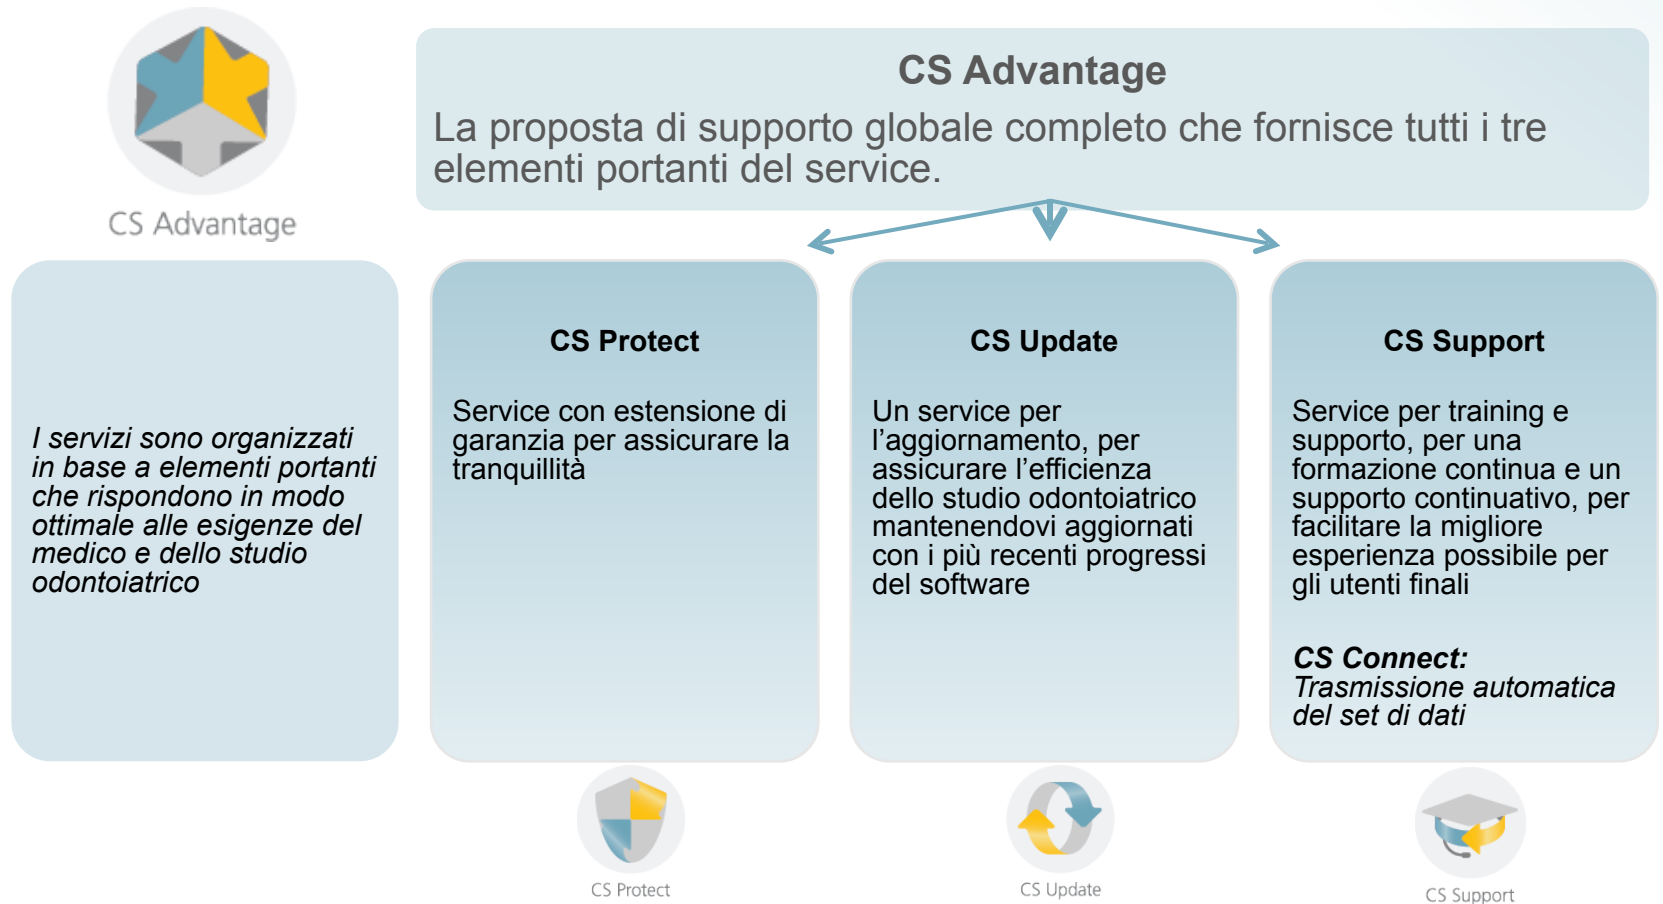 CS Advantage
CS Advantage
La proposta di supporto globale completo che fornisce tutti i tre
elementi portanti del service.
I servizi sono organizzati
in base a elementi portanti
che rispondono in modo
ottimale alle esigenze del
medico e dello studio
odontoiatrico
CS Protect
Service con estensione di
garanzia per assicurare la
tranquillità
CS Update
Un service per
l’aggiornamento, per
assicurare l’efficienza
dello studio odontoiatrico
mantenendovi aggiornati
con i più recenti progressi
del software
CS Support
Service per training e
supporto, per una
formazione continua e un
supporto continuativo, per
facilitare la migliore
esperienza possibile per
gli utenti finali
CS Connect:
Trasmissione automatica
del set di dati
CS Protect
CS Update
CS Support